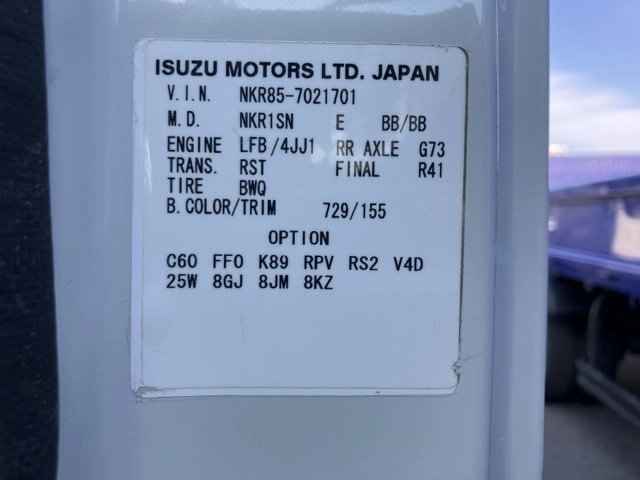 ISUZU MOTORS LTD. JAPAN
V.I.N. NKR85-7021701
M.D. NKR1SN E BB/BB
ENGINE LFB/4JJ1 RR AXLE G73
TRANS. RST FINAL R41
TIRE BWQ
B.COLOR/TRIM 729/155
OPTION
C60 FF0 K89 RPV RS2 V4D
25W 8GJ 8JM 8KZ